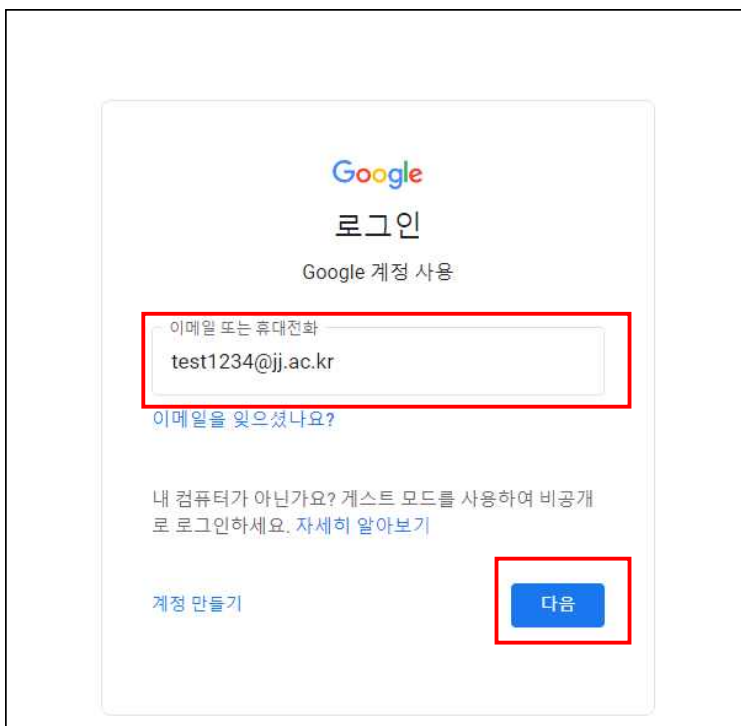 Google
로그인
Google 계정 사용
이메일 또는 휴대전화
test1234@jj.ac.kr
이메일을 잊으셨나요?
내 컴퓨터가 아닌가요? 게스트 모드를 사용하여 비공개
로 로그인하세요. 자세히 알아보기
계정 만들기
다음